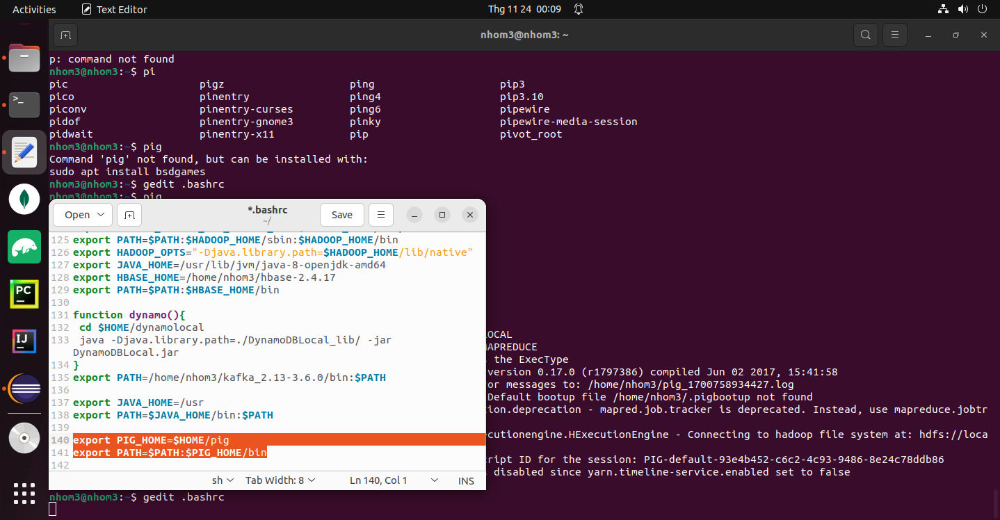 Activities
Text Editor
Thg 11 24 00:09
nhom3@nhom3: ~
p: command not found
nhom3@nhom3:~$ pi
pic pigz ping pip3
pico pinentry ping4 pip3.10
piconv pinentry-curses ping6 pipewire
pidof pinentry-gnome3 pinky pipewire-media-session
pidwait pinentry-x11 pip pivot_root
nhom3@nhom3:~$ pig
Command 'pig' not found, but can be installed with:
sudo apt install bsdgames
nhom3@nhom3:~$ gedit .bashrc
nhom3@nhom3:~$ pig
Open
*.bashrc
~/
Save
125 export PATH=$PATH:$HADOOP_HOME/sbin:$HADOOP_HOME/bin
126 export HADOOP_OPTS="-Djava.library.path=$HADOOP_HOME/lib/native"
127 export JAVA_HOME=/usr/lib/jvm/java-8-openjdk-amd64
128 export HBASE_HOME=/home/nhom3/hbase-2.4.17
129 export PATH=$PATH:$HBASE_HOME/bin
130
131 function dynamo(){
132 cd $HOME/dynamolocal
133 java -Djava.library.path=./DynamoDBLocal_lib/ -jar
DynamoDBLocal.jar
134 }
135 export PATH=/home/nhom3/kafka_2.13-3.6.0/bin:$PATH
136
137 export JAVA_HOME=/usr
138 export PATH=$JAVA_HOME/bin:$PATH
139
140 export PIG_HOME=$HOME/pig
141 export PATH=$PATH:$PIG_HOME/bin
142
sh Tab Width: 8 Ln 140, Col 1 INS
OCAL
APREDUCE
the ExecType
version 0.17.0 (r1797386) compiled Jun 02 2017, 15:41:58
or messages to: /home/nhom3/pig_1700758934427.log
Default bootup file /home/nhom3/.pigbootup not found
ion.deprecation - mapred.job.tracker is deprecated. Instead, use mapreduce.jobtr
cutionengine.HExecutionEngine - Connecting to hadoop file system at: hdfs://loca
ript ID for the session: PIG-default-93e4b452-c6c2-4c93-9486-8e24c78ddb86
disabled since yarn.timeline-service.enabled set to false
nhom3@nhom3:~$ gedit .bashrc
PC
IJ